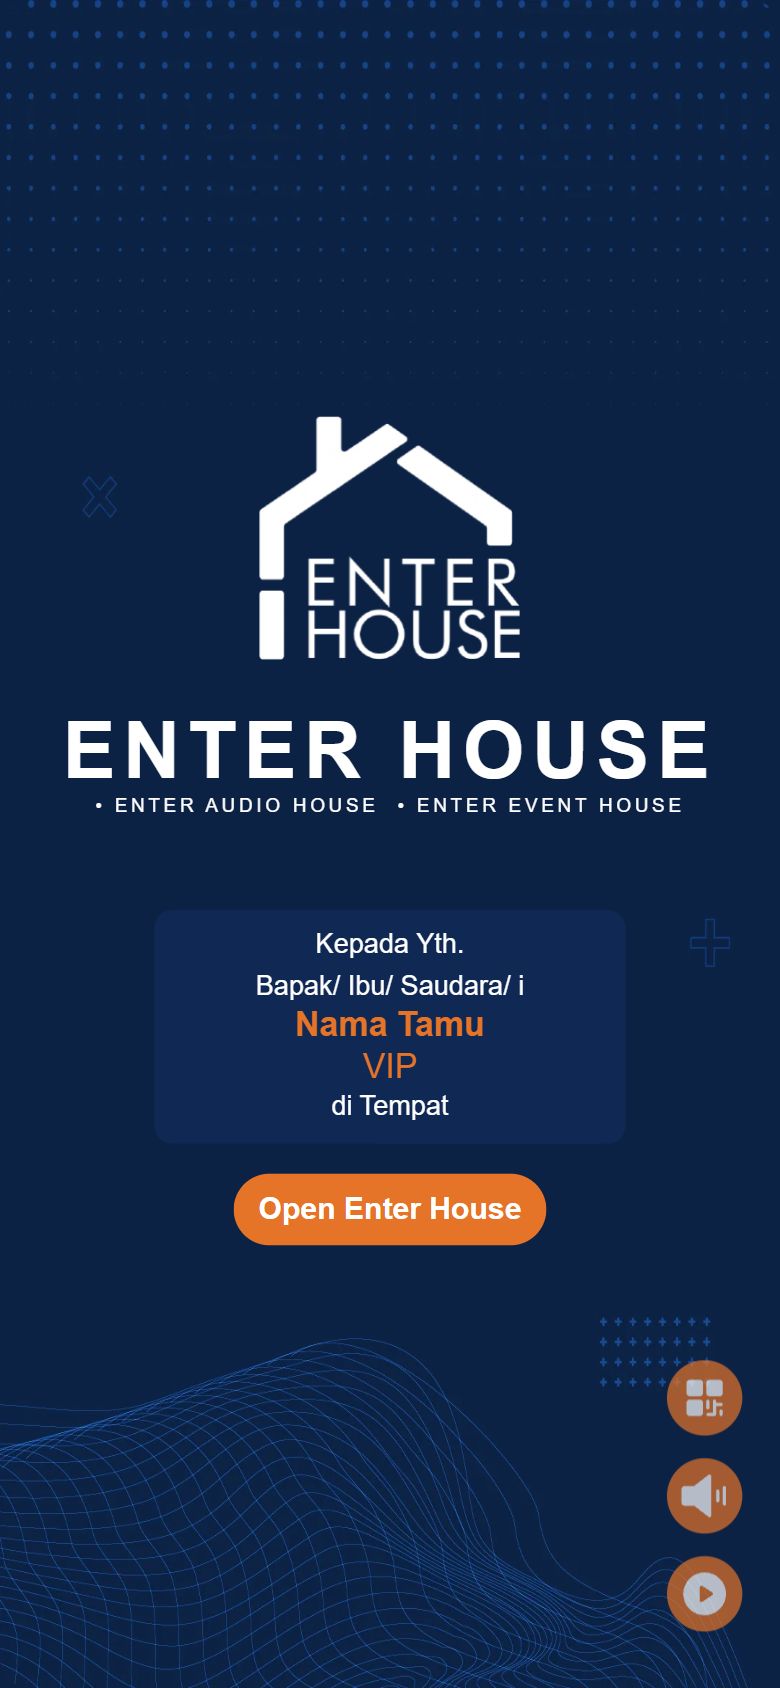 ENTER
HOUSE
ENTER HOUSE
• ENTER AUDIO HOUSE • ENTER EVENT HOUSE
Kepada Yth.
Bapak/ Ibu/ Saudara/ i
Nama Tamu
VIP
di Tempat
Open Enter House